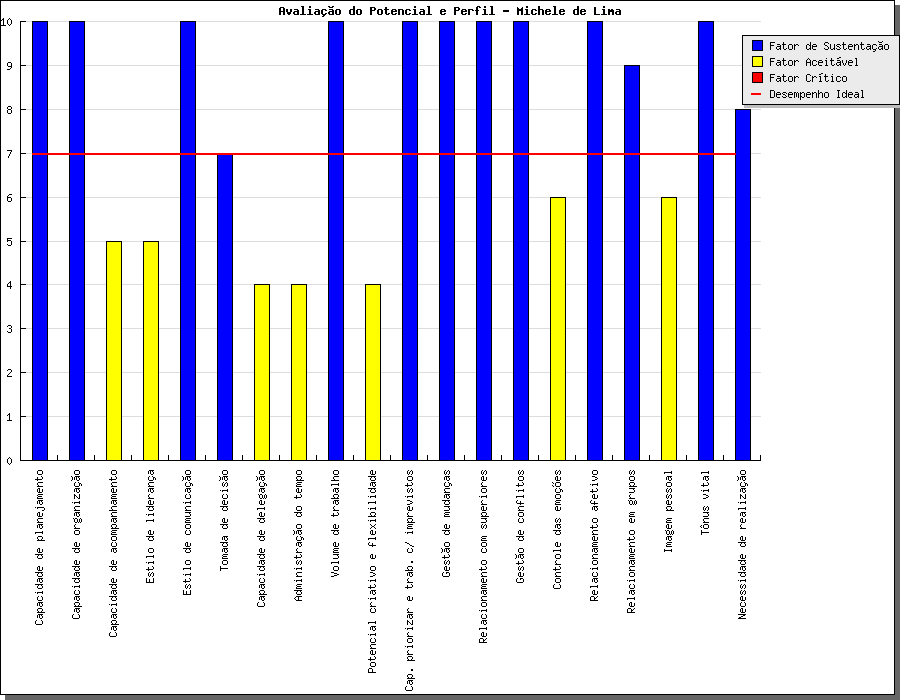 Avaliação do Potencial e Perfil - Michele de Lima
10
9
8
7
6
5
4
3
2
1
0
Fator de Sustentação
Fator Aceitável
Fator Crítico
Desempenho Ideal
Capacidade de planejamento
Capacidade de organização
Capacidade de acompanhamento
Estilo de liderança
Estilo de comunicação
Tomada de decisão
Capacidade de delegação
Administração do tempo
Volume de trabalho
Potencial criativo e flexibilidade
Cap. priorizar e trab. c/ imprevistos
Gestão de mudanças
Relacionamento com superiores
Gestão de conflitos
Controle das emoções
Relacionamento afetivo
Relacionamento em grupos
Imagem pessoal
Tônus vital
Necessidade de realização